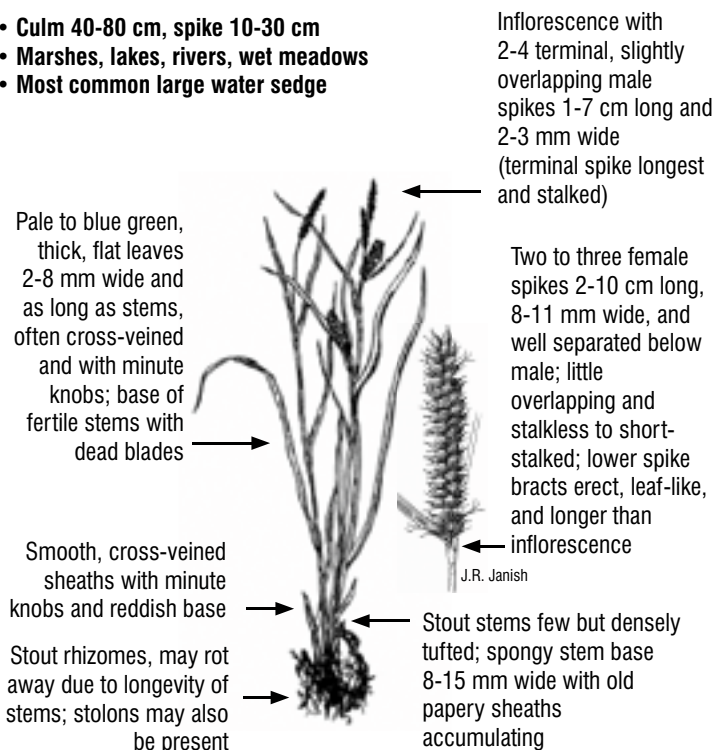 • Culm 40-80 cm, spike 10-30 cm
• Marshes, lakes, rivers, wet meadows
• Most common large water sedge
Inflorescence with
2-4 terminal, slightly
overlapping male
spikes 1-7 cm long and
2-3 mm wide
(terminal spike longest
and stalked)
Pale to blue green,
thick, flat leaves
2-8 mm wide and
as long as stems,
often cross-veined
and with minute
knobs; base of
fertile stems with
dead blades
Two to three female
spikes 2-10 cm long,
8-11 mm wide, and
well separated below
male; little
overlapping and
stalkless to short-
stalked; lower spike
bracts erect, leaf-like,
and longer than
inflorescence
J.R. Janish
Smooth, cross-veined
sheaths with minute
knobs and reddish base
Stout rhizomes, may rot
away due to longevity of
stems; stolons may also
be present
Stout stems few but densely
tufted; spongy stem base
8-15 mm wide with old
papery sheaths
accumulating